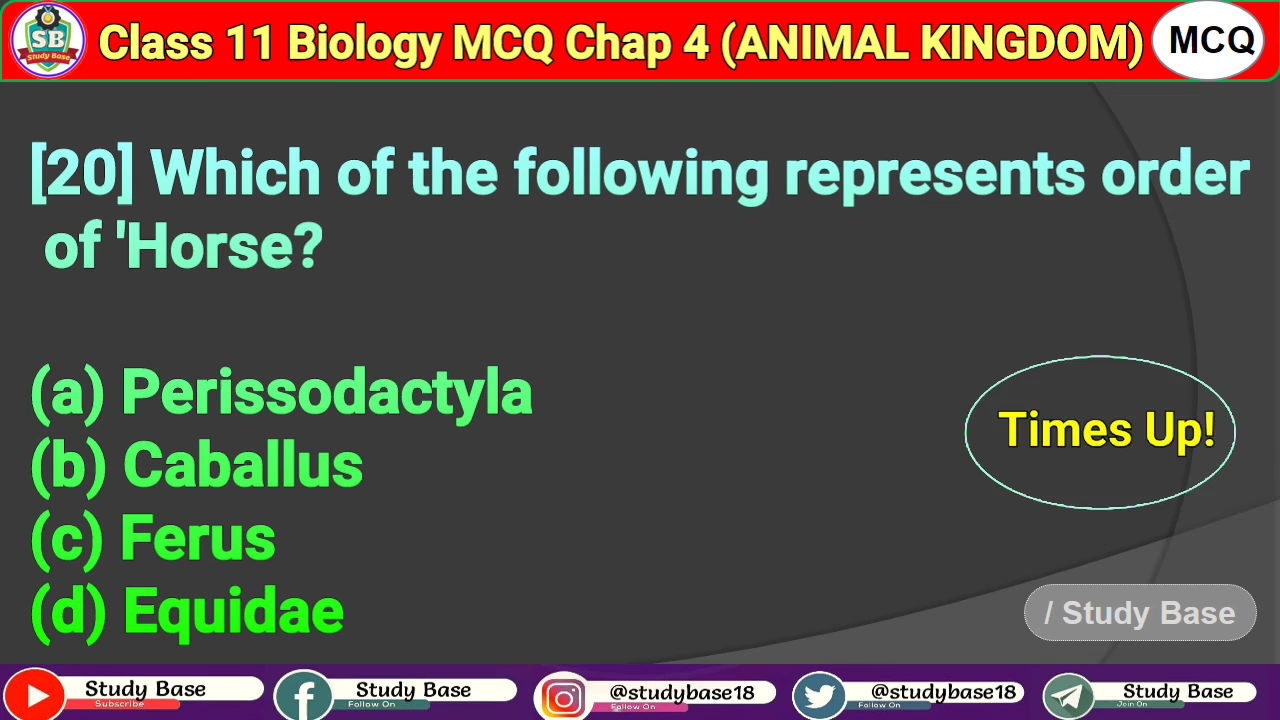 SB
Study Base
Class 11 Biology MCQ Chap 4 (ANIMAL KINGDOM)
MCQ
[20] Which of the following represents order
of 'Horse?
(a) Perissodactyla
(b) Caballus
(c) Ferus
(d) Equidae
Times Up!
/ Study Base
Study Base
Subscribe
Study Base
Follow On
@studybase18
Follow On
@studybase18
Follow On
Study Base
Join On